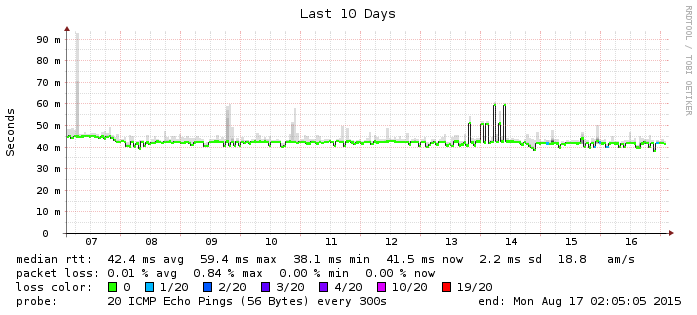 Last 10 Days
RRDTOOL / TOBI OETIKER
Seconds
90 m
80 m
70 m
60 m
50 m
40 m
30 m
20 m
10 m
0
07 08 09 10 11 12 13 14 15 16
median rtt: 42.4 ms avg 59.4 ms max 38.1 ms min 41.5 ms now 2.2 ms sd 18.8 am/s
packet loss: 0.01 % avg 0.84 % max 0.00 % min 0.00 % now
loss color: 0 1/20 2/20 3/20 4/20 10/20 19/20
probe: 20 ICMP Echo Pings (56 Bytes) every 300s end: Mon Aug 17 02:05:05 2015